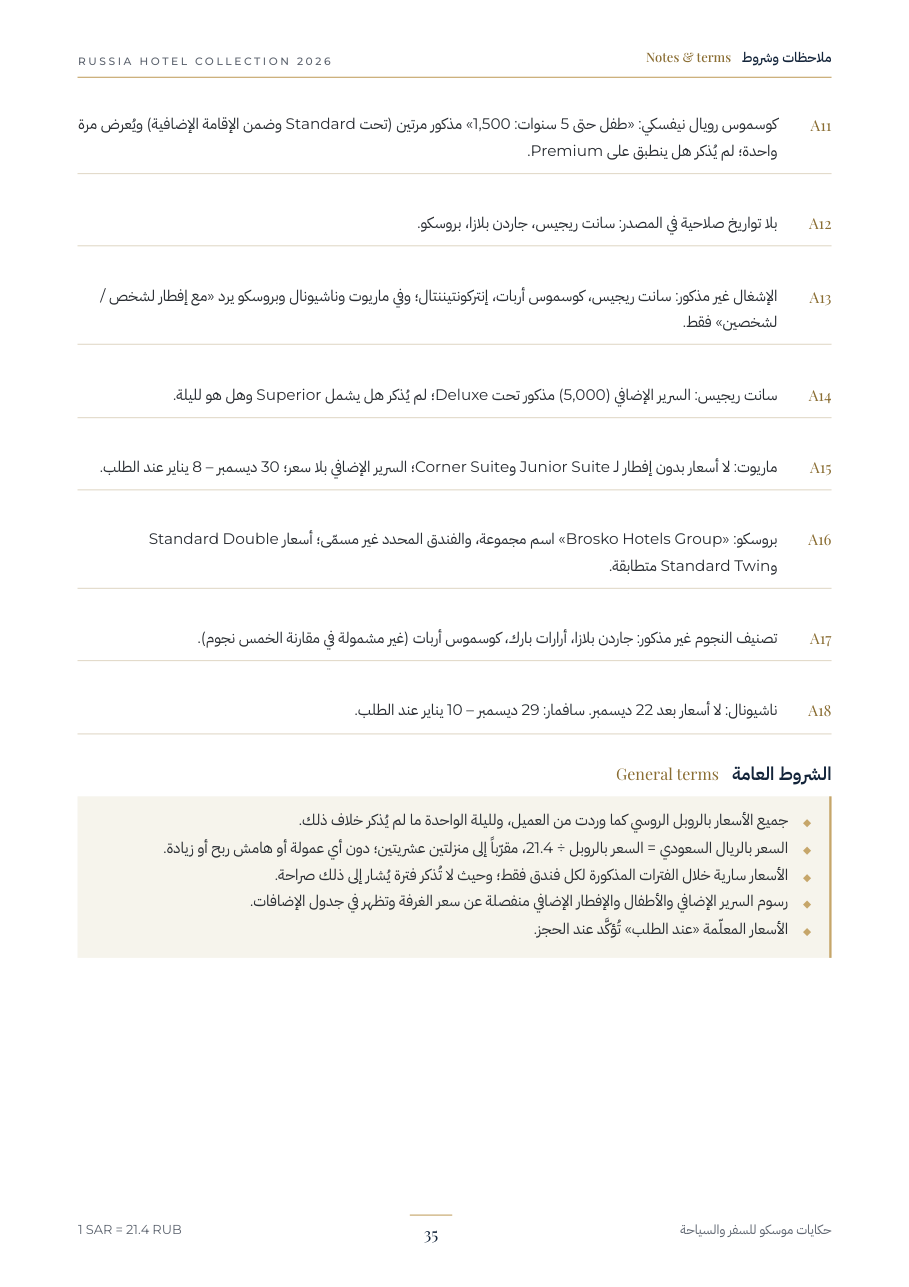 ملاحظات وشروط Notes & terms
RUSSIA HOTEL COLLECTION 2026
A11 كوسموس رويال نيفسكي: «طفل حتى 5 سنوات: 1,500» مذكور مرتين (تحت Standard وضمن الإقامة الإضافية) ويُعرض مرة
واحدة؛ لم يُذكر هل ينطبق على Premium.
A12 بلا تواريخ صلاحية في المصدر: سانت ريجيس، جاردن بلازا، بروسكو.
A13 الإشغال غير مذكور: سانت ريجيس، كوسموس أربات، إنتركونتيننتال؛ وفي ماريوت وناشيونال وبروسكو يرد «مع إفطار لشخص /
لشخصين» فقط.
A14 سانت ريجيس: السرير الإضافي (5,000) مذكور تحت Deluxe؛ لم يُذكر هل يشمل Superior وهل هو لليلة.
A15 ماريوت: لا أسعار بدون إفطار لـ Junior Suite وCorner Suite؛ السرير الإضافي بلا سعر؛ 30 ديسمبر – 8 يناير عند الطلب.
A16 بروسكو: «Brosko Hotels Group» اسم مجموعة، والفندق المحدد غير مسمّى؛ أسعار Standard Double
وStandard Twin متطابقة.
A17 تصنيف النجوم غير مذكور: جاردن بلازا، أرارات بارك، كوسموس أربات (غير مشمولة في مقارنة الخمس نجوم).
A18 ناشيونال: لا أسعار بعد 22 ديسمبر. سافمار: 29 ديسمبر – 10 يناير عند الطلب.
الشروط العامة General terms
◆ جميع الأسعار بالروبل الروسي كما وردت من العميل، ولليلة الواحدة ما لم يُذكر خلاف ذلك.
◆ السعر بالريال السعودي = السعر بالروبل ÷ 21.4، مقرّباً إلى منزلتين عشريتين؛ دون أي عمولة أو هامش ربح أو زيادة.
◆ الأسعار سارية خلال الفترات المذكورة لكل فندق فقط؛ وحيث لا تُذكر فترة يُشار إلى ذلك صراحة.
◆ رسوم السرير الإضافي والأطفال والإفطار الإضافي منفصلة عن سعر الغرفة وتظهر في جدول الإضافات.
◆ الأسعار المعلّمة «عند الطلب» تُؤكَّد عند الحجز.
حكايات موسكو للسفر والسياحة
35
1 SAR = 21.4 RUB